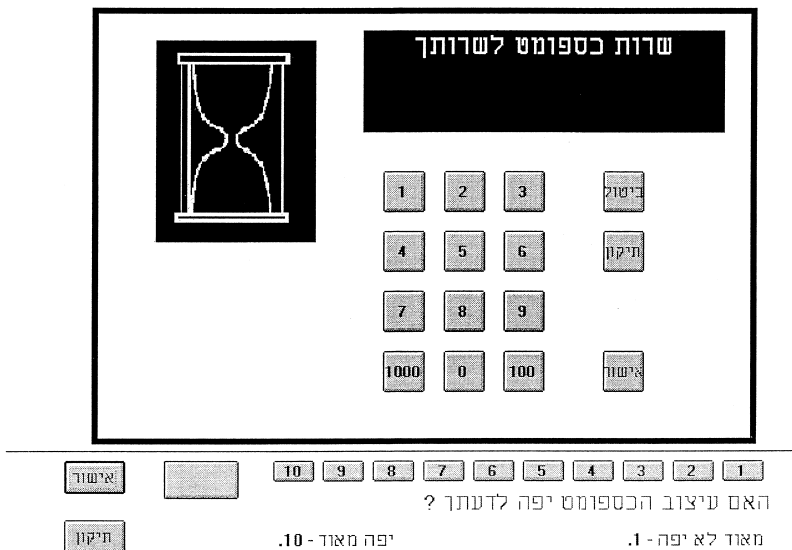 שרות כספומט לשרותך
1 2 3 ביטול
4 5 6 תיקון
7 8 9
1000 0 100 אישור
1 2 3 4 5 6 7 8 9 10 אישור
האם עיצוב הכספומט יפה לדעתך ?
מאוד לא יפה - 1. יפה מאוד - 10. תיקון